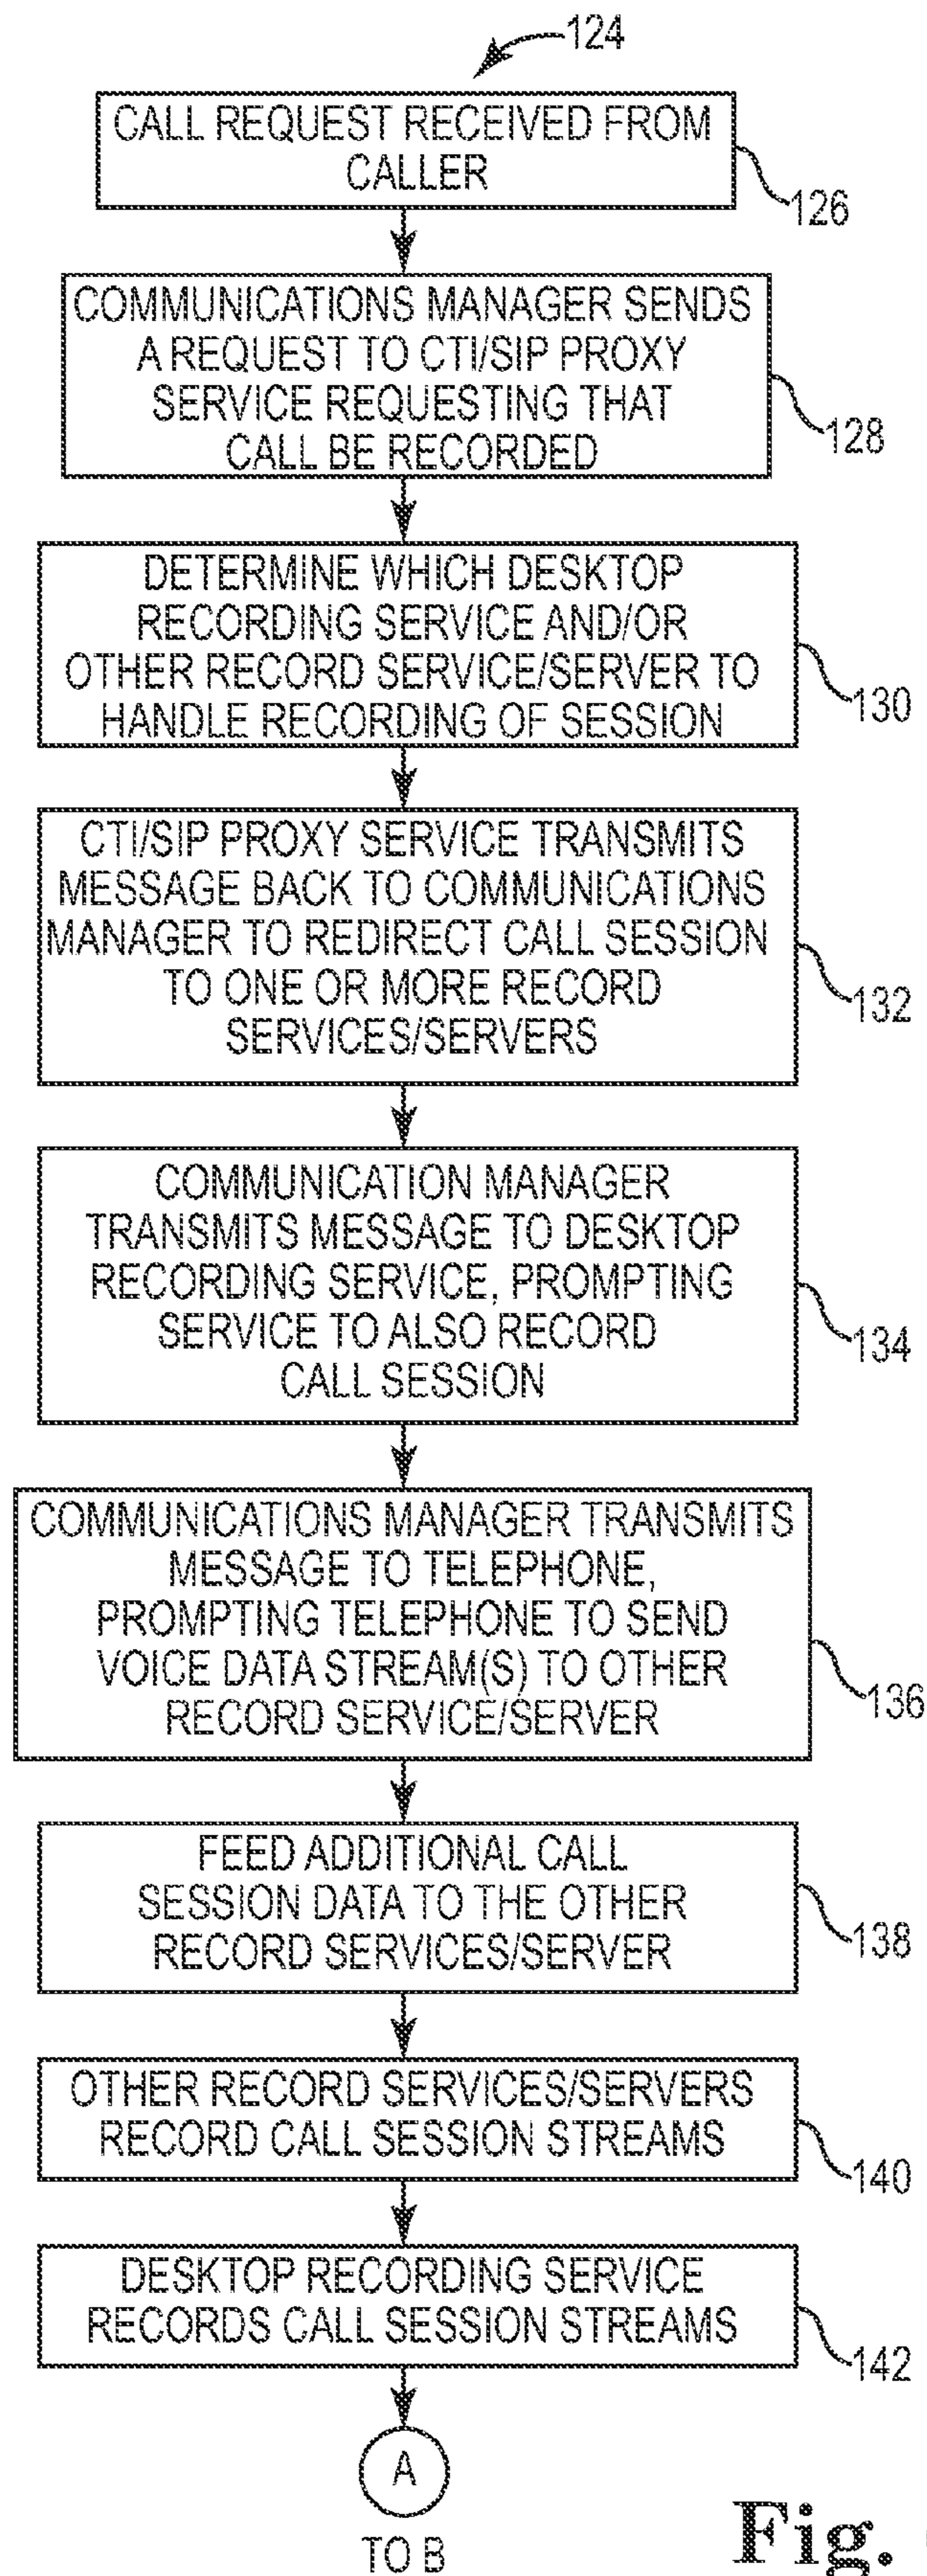 124
CALL REQUEST RECEIVED FROM
CALLER
126
COMMUNICATIONS MANAGER SENDS
A REQUEST TO CTI/SIP PROXY
SERVICE REQUESTING THAT
CALL BE RECORDED
128
DETERMINE WHICH DESKTOP
RECORDING SERVICE AND/OR
OTHER RECORD SERVICE/SERVER TO
HANDLE RECORDING OF SESSION
130
CTI/SIP PROXY SERVICE TRANSMITS
MESSAGE BACK TO COMMUNICATIONS
MANAGER TO REDIRECT CALL SESSION
TO ONE OR MORE RECORD
SERVICES/SERVERS
132
COMMUNICATION MANAGER
TRANSMITS MESSAGE TO DESKTOP
RECORDING SERVICE, PROMPTING
SERVICE TO ALSO RECORD
CALL SESSION
134
COMMUNICATIONS MANAGER TRANSMITS
MESSAGE TO TELEPHONE,
PROMPTING TELEPHONE TO SEND
VOICE DATA STREAM(S) TO OTHER
RECORD SERVICE/SERVER
136
FEED ADDITIONAL CALL
SESSION DATA TO THE OTHER
RECORD SERVICES/SERVER
138
OTHER RECORD SERVICES/SERVERS
RECORD CALL SESSION STREAMS
140
DESKTOP RECORDING SERVICE
RECORDS CALL SESSION STREAMS
142
A
TO B
Fig.